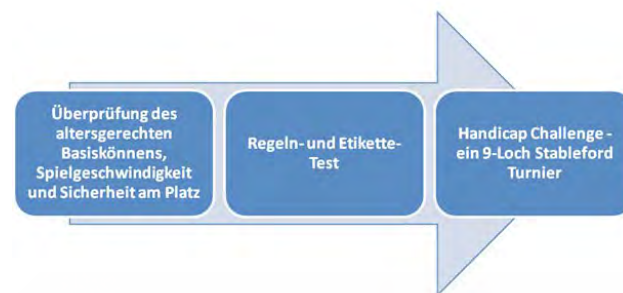 Überprüfung des
altersgerechten
Basiskönnens,
Spielgeschwindigkeit
und Sicherheit am Platz
Regeln- und Etikette-
Test
Handicap Challenge -
ein 9-Loch Stableford
Turnier